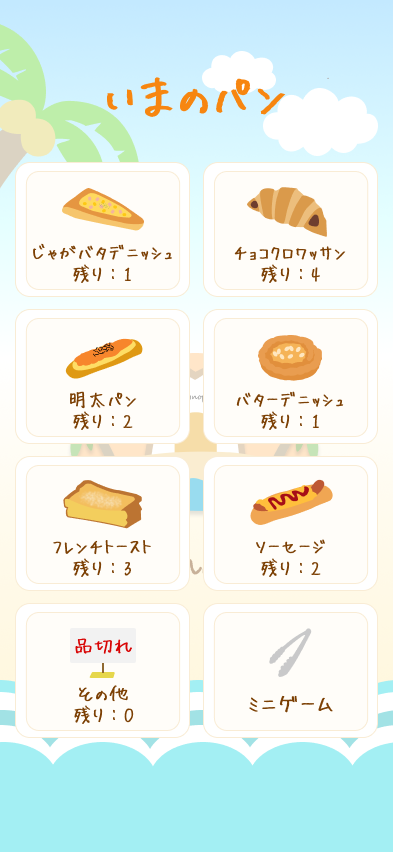 いまのパン
じゃがバタデニッシュ
残り：1
チョコクロワッサン
残り：4
明太パン
残り：2
バターデニッシュ
残り：1
フレンチトースト
残り：3
ソーセージ
残り：2
品切れ
その他
残り：0
ミニゲーム